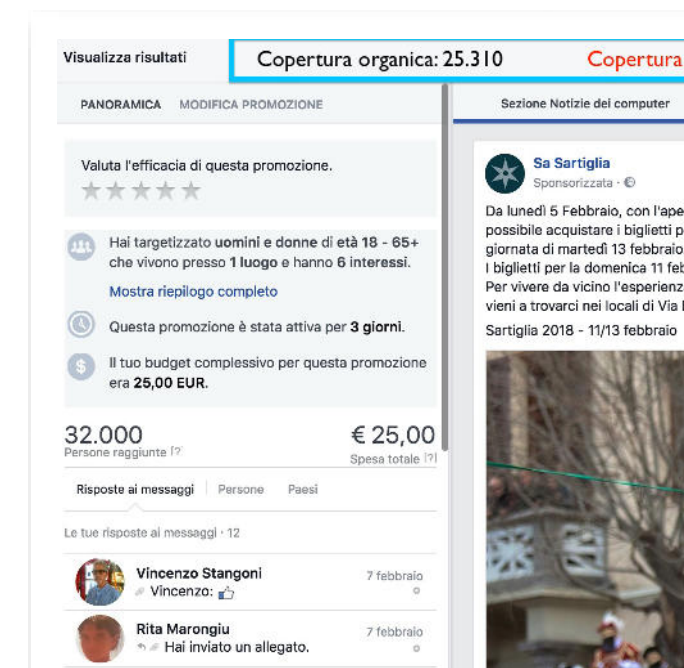 Visualizza risultati
Copertura organica: 25.310
Copertura
PANORAMICA MODIFICA PROMOZIONE
Valuta l'efficacia di questa promozione.
Hai targetizzato uomini e donne di età 18 - 65+
che vivono presso 1 luogo e hanno 6 interessi.
Mostra riepilogo completo
Questa promozione è stata attiva per 3 giorni.
Il tuo budget complessivo per questa promozione
era 25,00 EUR.
32.000
Persone raggiunte [?]
€ 25,00
Spesa totale [?]
Risposte ai messaggi Persone Paesi
Le tue risposte ai messaggi · 12
Vincenzo Stangoni
7 febbraio
Vincenzo:
Rita Marongiu
7 febbraio
Hai inviato un allegato.
Sezione Notizie dei computer
Sa Sartiglia
Sponsorizzata ·
Da lunedì 5 Febbraio, con l'ape
possibile acquistare i biglietti p
giornata di martedì 13 febbraio
I biglietti per la domenica 11 feb
Per vivere da vicino l'esperienza
vieni a trovarci nei locali di Via
Sartiglia 2018 - 11/13 febbraio